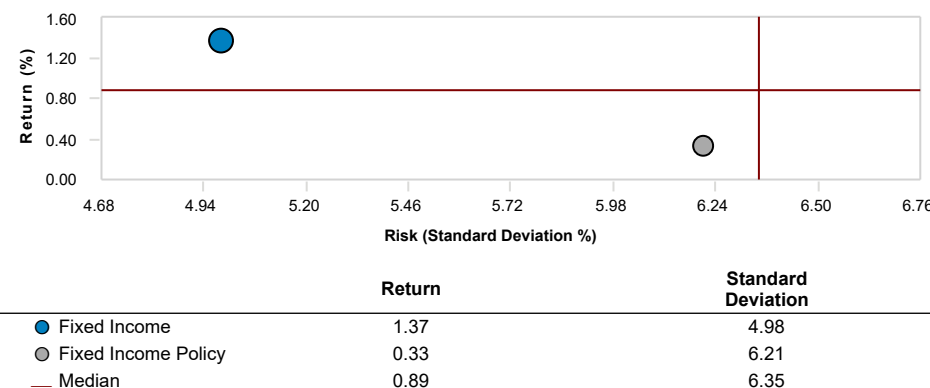 1.60
1.20
0.80
0.40
0.00
Return (%)
4.68 4.94 5.20 5.46 5.72 5.98 6.24 6.50 6.76
Risk (Standard Deviation %)
Return Standard Deviation
Fixed Income 1.37 4.98
Fixed Income Policy 0.33 6.21
Median 0.89 6.35